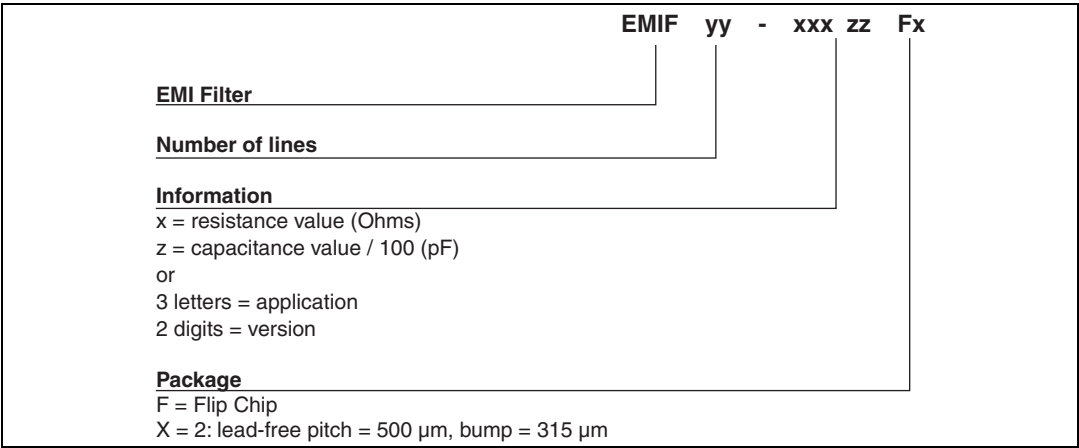 EMIF yy - xxx zz Fx
EMI Filter
Number of lines
Information
x = resistance value (Ohms)
z = capacitance value / 100 (pF)
or
3 letters = application
2 digits = version
Package
F = Flip Chip
X = 2: lead-free pitch = 500 µm, bump = 315 µm